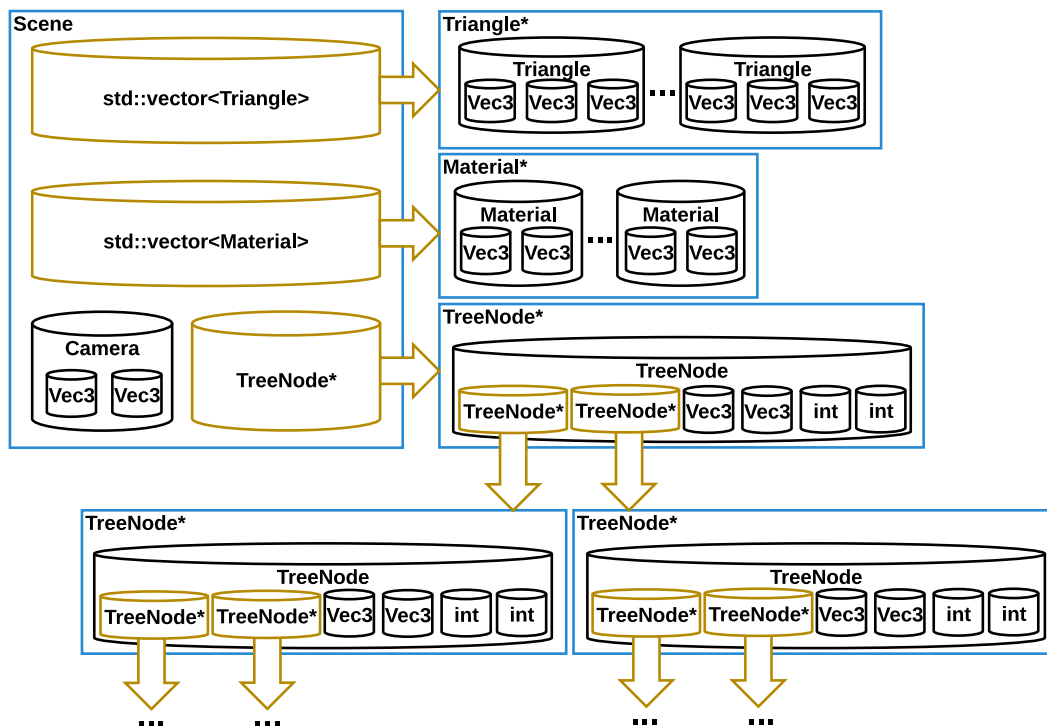 Scene
std::vector<Triangle>
std::vector<Material>
Camera
Vec3 Vec3
TreeNode*
Triangle*
Triangle
Vec3 Vec3 Vec3
...
Triangle
Vec3 Vec3 Vec3
Material*
Material
Vec3 Vec3
...
Material
Vec3 Vec3
TreeNode*
TreeNode
TreeNode* TreeNode* Vec3 Vec3 int int
TreeNode*
TreeNode
TreeNode* TreeNode* Vec3 Vec3 int int
... ...
TreeNode*
TreeNode
TreeNode* TreeNode* Vec3 Vec3 int int
... ...